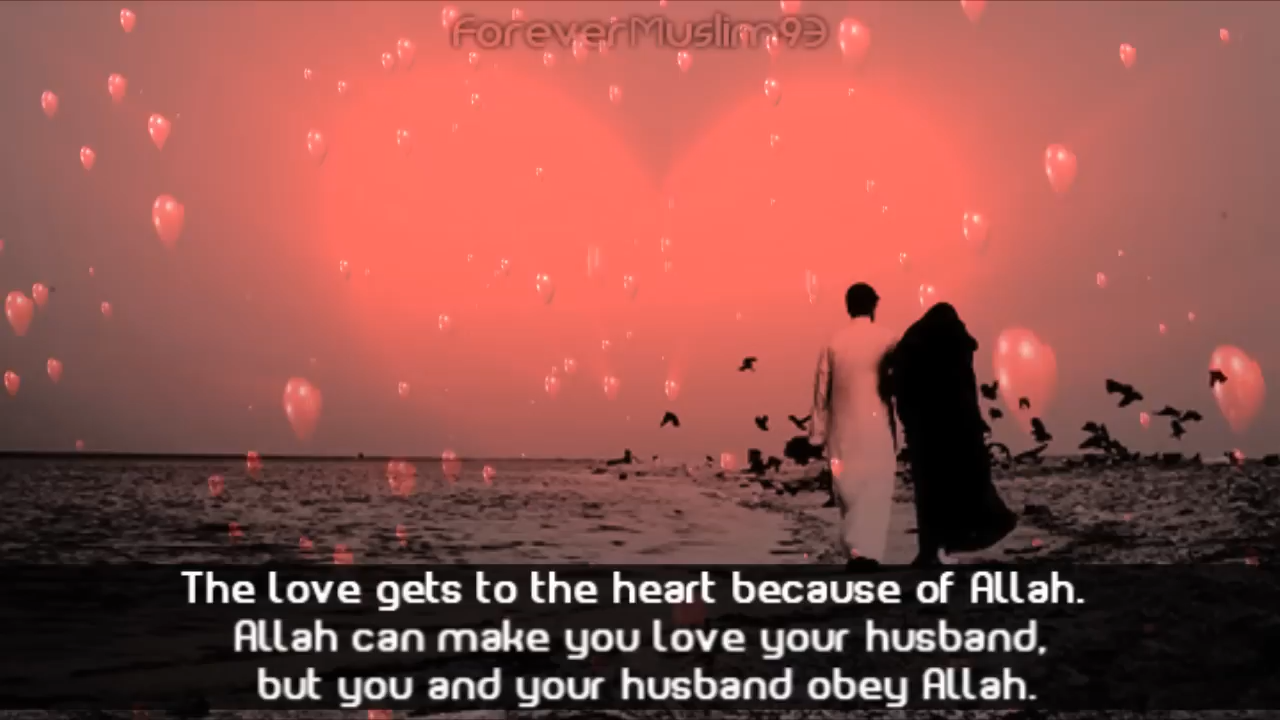 ForeverMuslim93
The love gets to the heart because of Allah.
Allah can make you love your husband,
but you and your husband obey Allah.